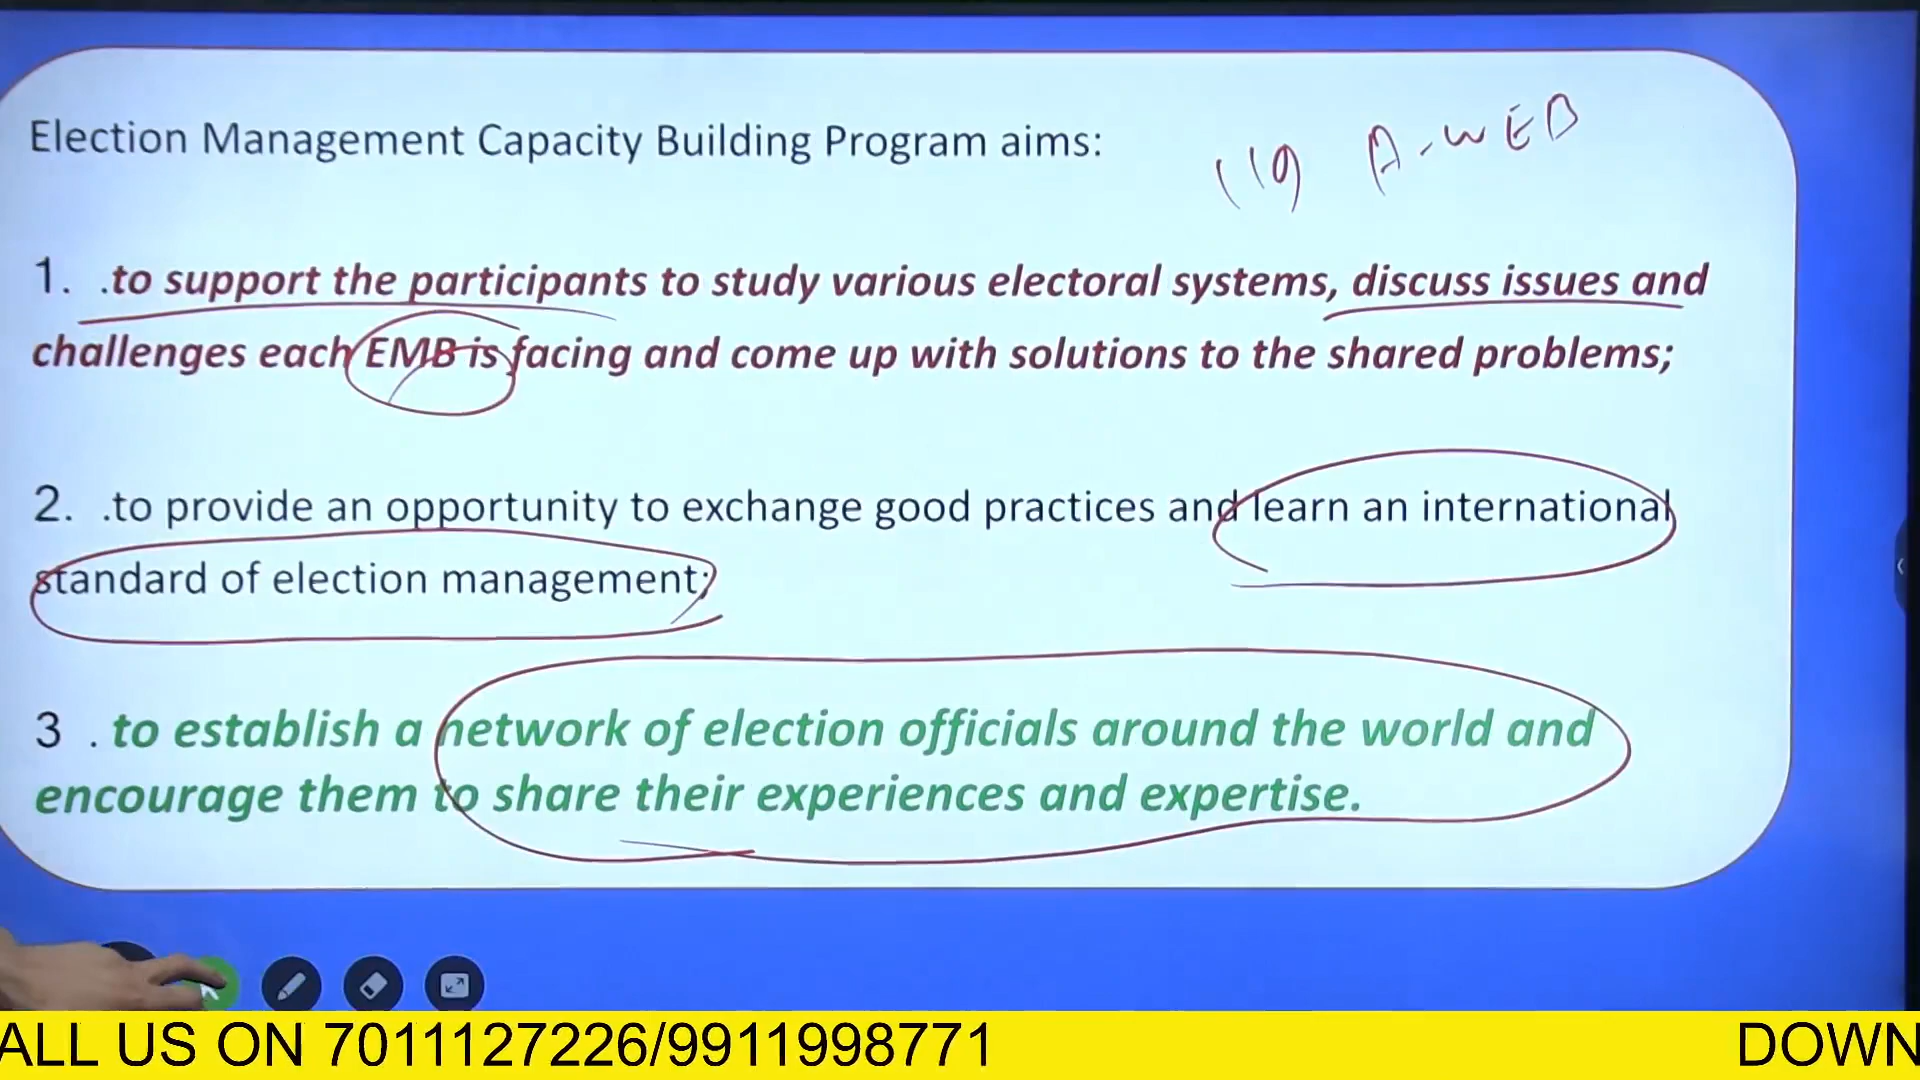 Election Management Capacity Building Program aims:
119 A-WEB
1. .to support the participants to study various electoral systems, discuss issues and
challenges each EMB is facing and come up with solutions to the shared problems;
2. .to provide an opportunity to exchange good practices and learn an international
standard of election management;
3 . to establish a network of election officials around the world and
encourage them to share their experiences and expertise.
ALL US ON 7011127226/9911998771 DOWN